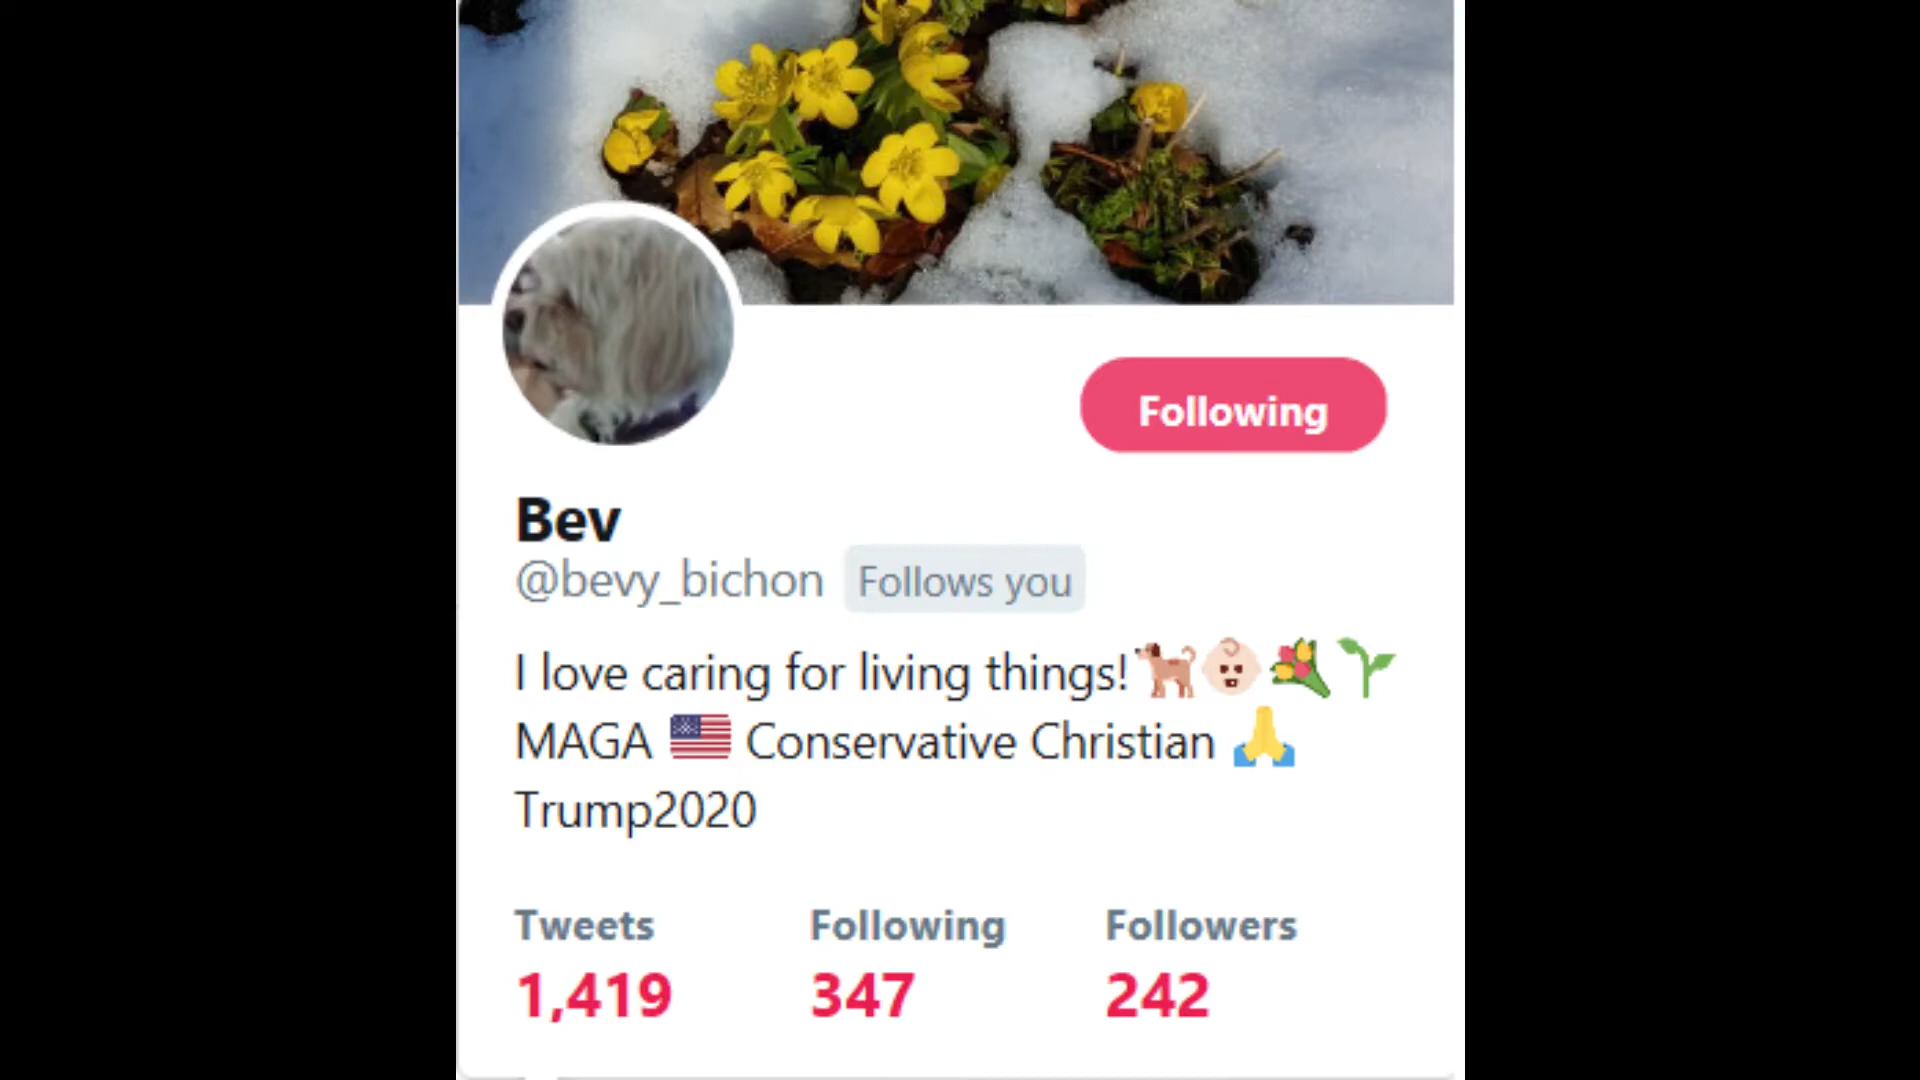 Following
Bev
@bevy_bichon Follows you
I love caring for living things!🐕👶💐🌱
MAGA 🇺🇸 Conservative Christian 🙏
Trump2020
Tweets Following Followers
1,419 347 242